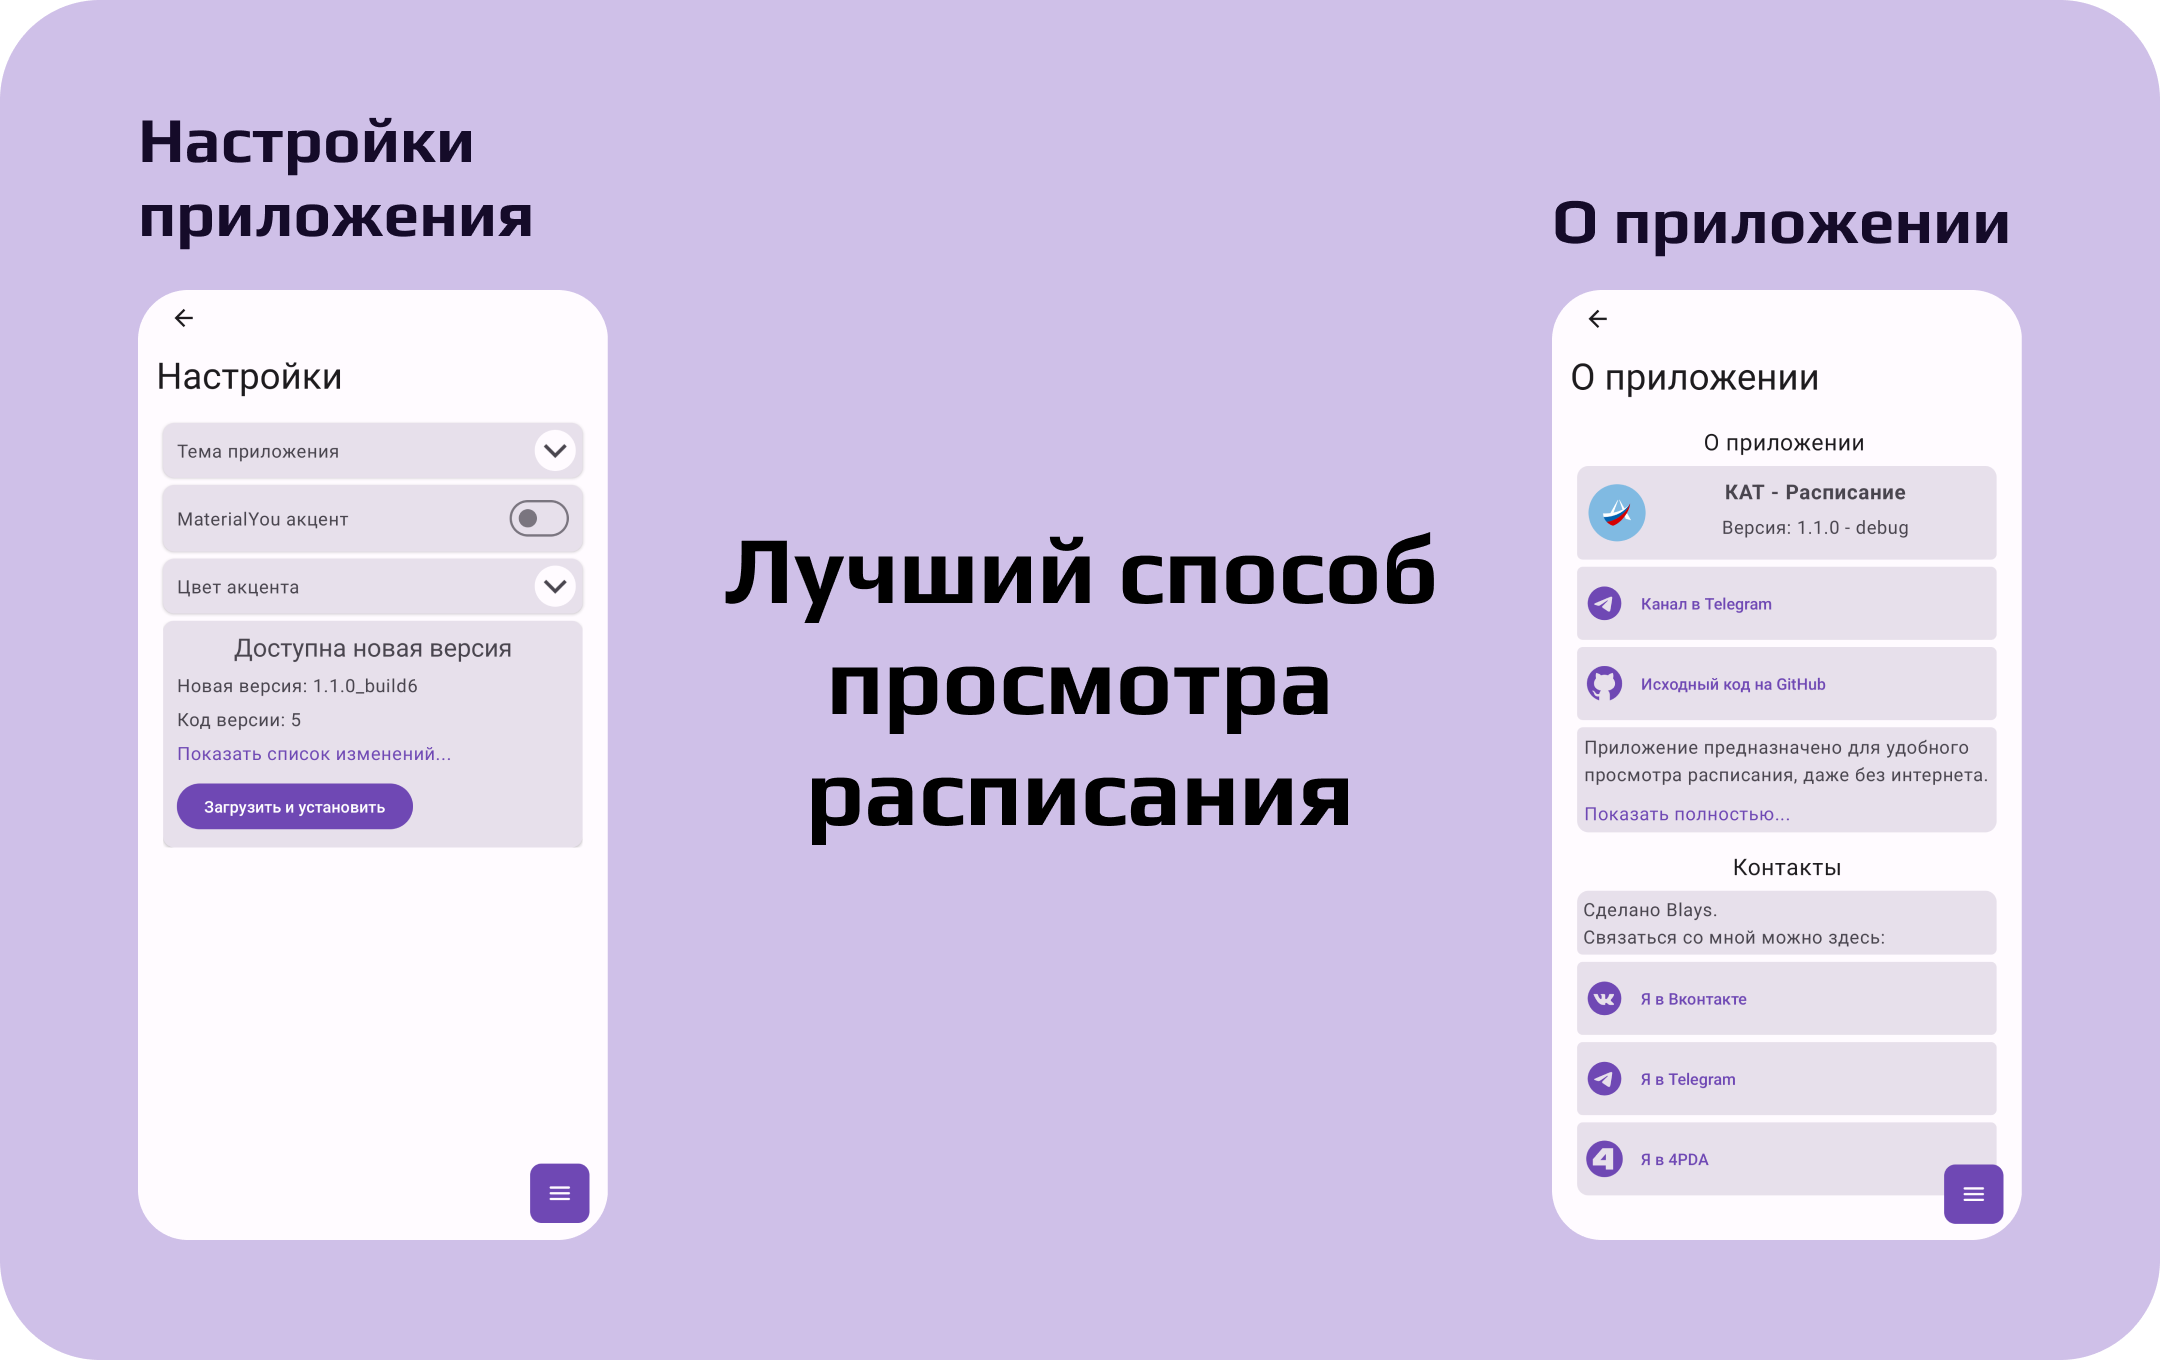 Настройки
приложения
Настройки
Тема приложения
MaterialYou акцент
Цвет акцента
Доступна новая версия
Новая версия: 1.1.0_build6
Код версии: 5
Показать список изменений...
Загрузить и установить
Лучший способ
просмотра
расписания
О приложении
О приложении
О приложении
КАТ - Расписание
Версия: 1.1.0 - debug
Канал в Telegram
Исходный код на GitHub
Приложение предназначено для удобного
просмотра расписания, даже без интернета.
Показать полностью...
Контакты
Сделано Blays.
Связаться со мной можно здесь:
Я в Вконтакте
Я в Telegram
Я в 4PDA